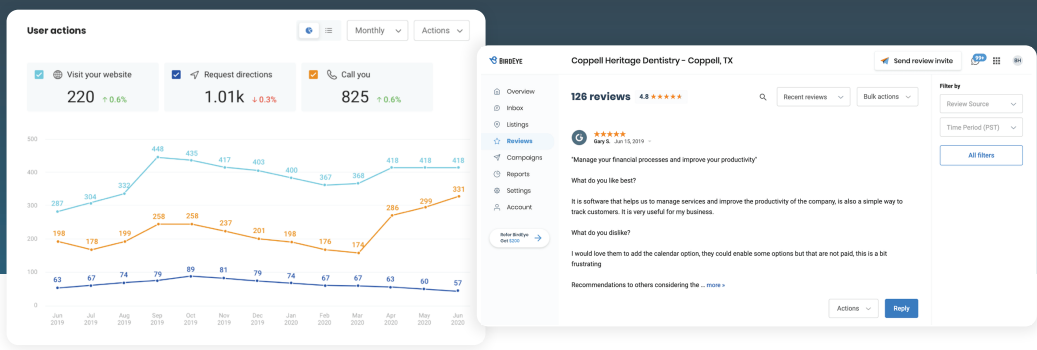 User actions
Monthly
Actions
Visit your website
220 ↑ 0.6%
Request directions
1.01k ↓ 0.3%
Call you
825 ↑ 0.6%
500
400
300
200
100
0
287 304 332 448 435 417 403 400 367 368 418 418 418
198 178 199 258 258 237 201 198 176 174 286 299 331
63 67 74 79 89 81 79 74 67 67 63 60 57
Jun Jul Aug Sep Oct Nov Dec Jan Feb Mar Apr May Jun
2019 2019 2019 2019 2019 2019 2019 2020 2020 2020 2020 2020 2020
BIRDEYE
Coppell Heritage Dentistry - Coppell, TX
Send review invite
99+
BH
Overview
Inbox
Listings
Reviews
Campaigns
Reports
Settings
Account
Refer BirdEye
Get $200
126 reviews 4.8 ★★★★★
Recent reviews
Bulk actions
★★★★★
Gary S. Jun 15, 2019
"Manage your financial processes and improve your productivity"
What do you like best?
It is software that helps us to manage services and improve the productivity of the company, is also a simple way to
track customers. It is very useful for my business.
What do you dislike?
I would love them to add the calendar option, they could enable some options but that are not paid, this is a bit
frustrating
Recommendations to others considering the ... more »
Actions
Reply
Filter by
Review Source
Time Period (PST)
All filters